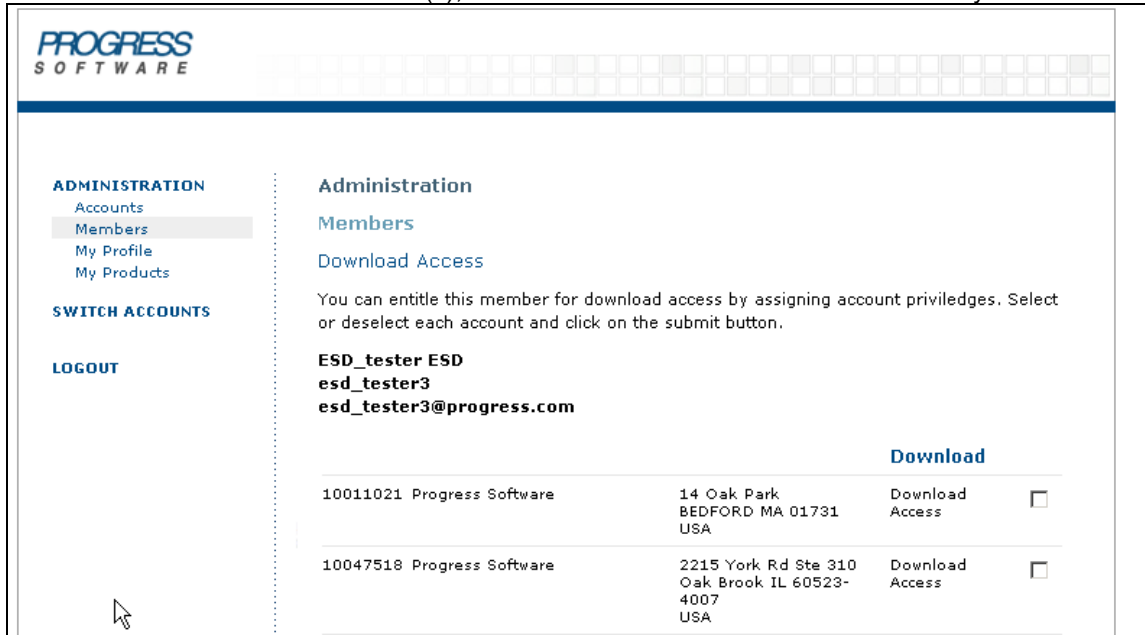 PROGRESS
SOFTWARE
ADMINISTRATION
Accounts
Members
My Profile
My Products
SWITCH ACCOUNTS
LOGOUT
Administration
Members
Download Access
You can entitle this member for download access by assigning account priviledges. Select
or deselect each account and click on the submit button.
ESD_tester ESD
esd_tester3
esd_tester3@progress.com
Download
10011021 Progress Software 14 Oak Park Download
BEDFORD MA 01731 Access
USA
10047518 Progress Software 2215 York Rd Ste 310 Download
Oak Brook IL 60523- Access
4007
USA